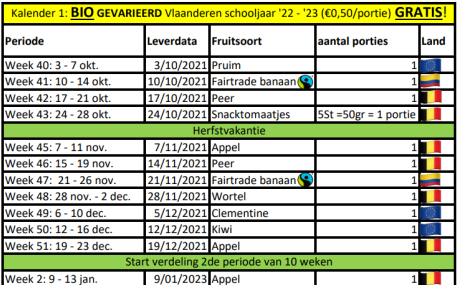 Kalender 1: BIO GEVARIEERD Vlaanderen schooljaar '22 - '23 (€0,50/portie) GRATIS!
Periode Leverdata Fruitsoort aantal porties Land
Week 40: 3 - 7 okt. 3/10/2021 Pruim 1
Week 41: 10 - 14 okt. 10/10/2021 Fairtrade banaan 1
Week 42: 17 - 21 okt. 17/10/2021 Peer 1
Week 43: 24 - 28 okt. 24/10/2021 Snacktomaatjes 5St =50gr = 1 portie
Herfstvakantie
Week 45: 7 - 11 nov. 7/11/2021 Appel 1
Week 46: 15 - 19 nov. 14/11/2021 Peer 1
Week 47: 21 - 26 nov. 21/11/2021 Fairtrade banaan 1
Week 48: 28 nov. - 2 dec. 28/11/2021 Wortel 1
Week 49: 6 - 10 dec. 5/12/2021 Clementine 1
Week 50: 12 - 16 dec. 12/12/2021 Kiwi 1
Week 51: 19 - 23 dec. 19/12/2021 Appel 1
Start verdeling 2de periode van 10 weken
Week 2: 9 - 13 jan. 9/01/2023 Appel 1